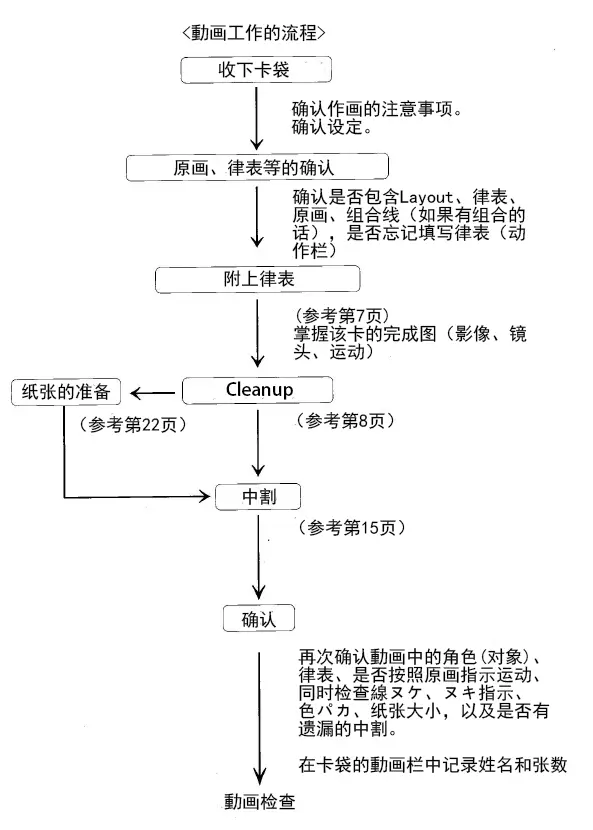 <動画工作的流程>
收下卡袋
确认作画的注意事项。
确认设定。
原画、律表等的确认
确认是否包含Layout、律表、
原画、组合线（如果有组合的
话），是否忘记填写律表（动
作栏）
附上律表
(参考第7页)
掌握该卡的完成图（影像、镜
头、运动）
纸张的准备
Cleanup
（参考第22页）
（参考第8页）
中割
（参考第15页）
确认
再次确认動画中的角色(对象)、
律表、是否按照原画指示运动、
同时检查線ヌケ、ヌキ指示、
色パカ、纸张大小，以及是否有
遗漏的中割。
在卡袋的動画栏中记录姓名和张数
動画检查